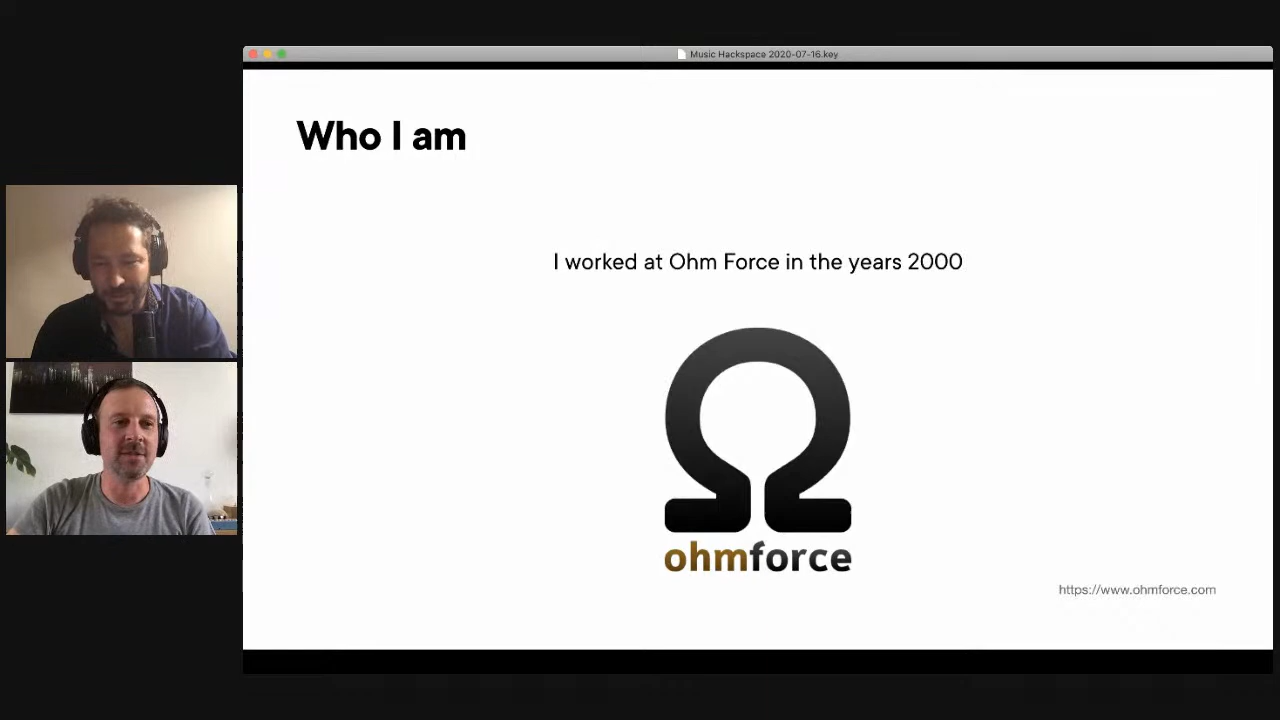 Music Hackspace 2020-07-16.key
Who I am
I worked at Ohm Force in the years 2000
ohmforce
https://www.ohmforce.com